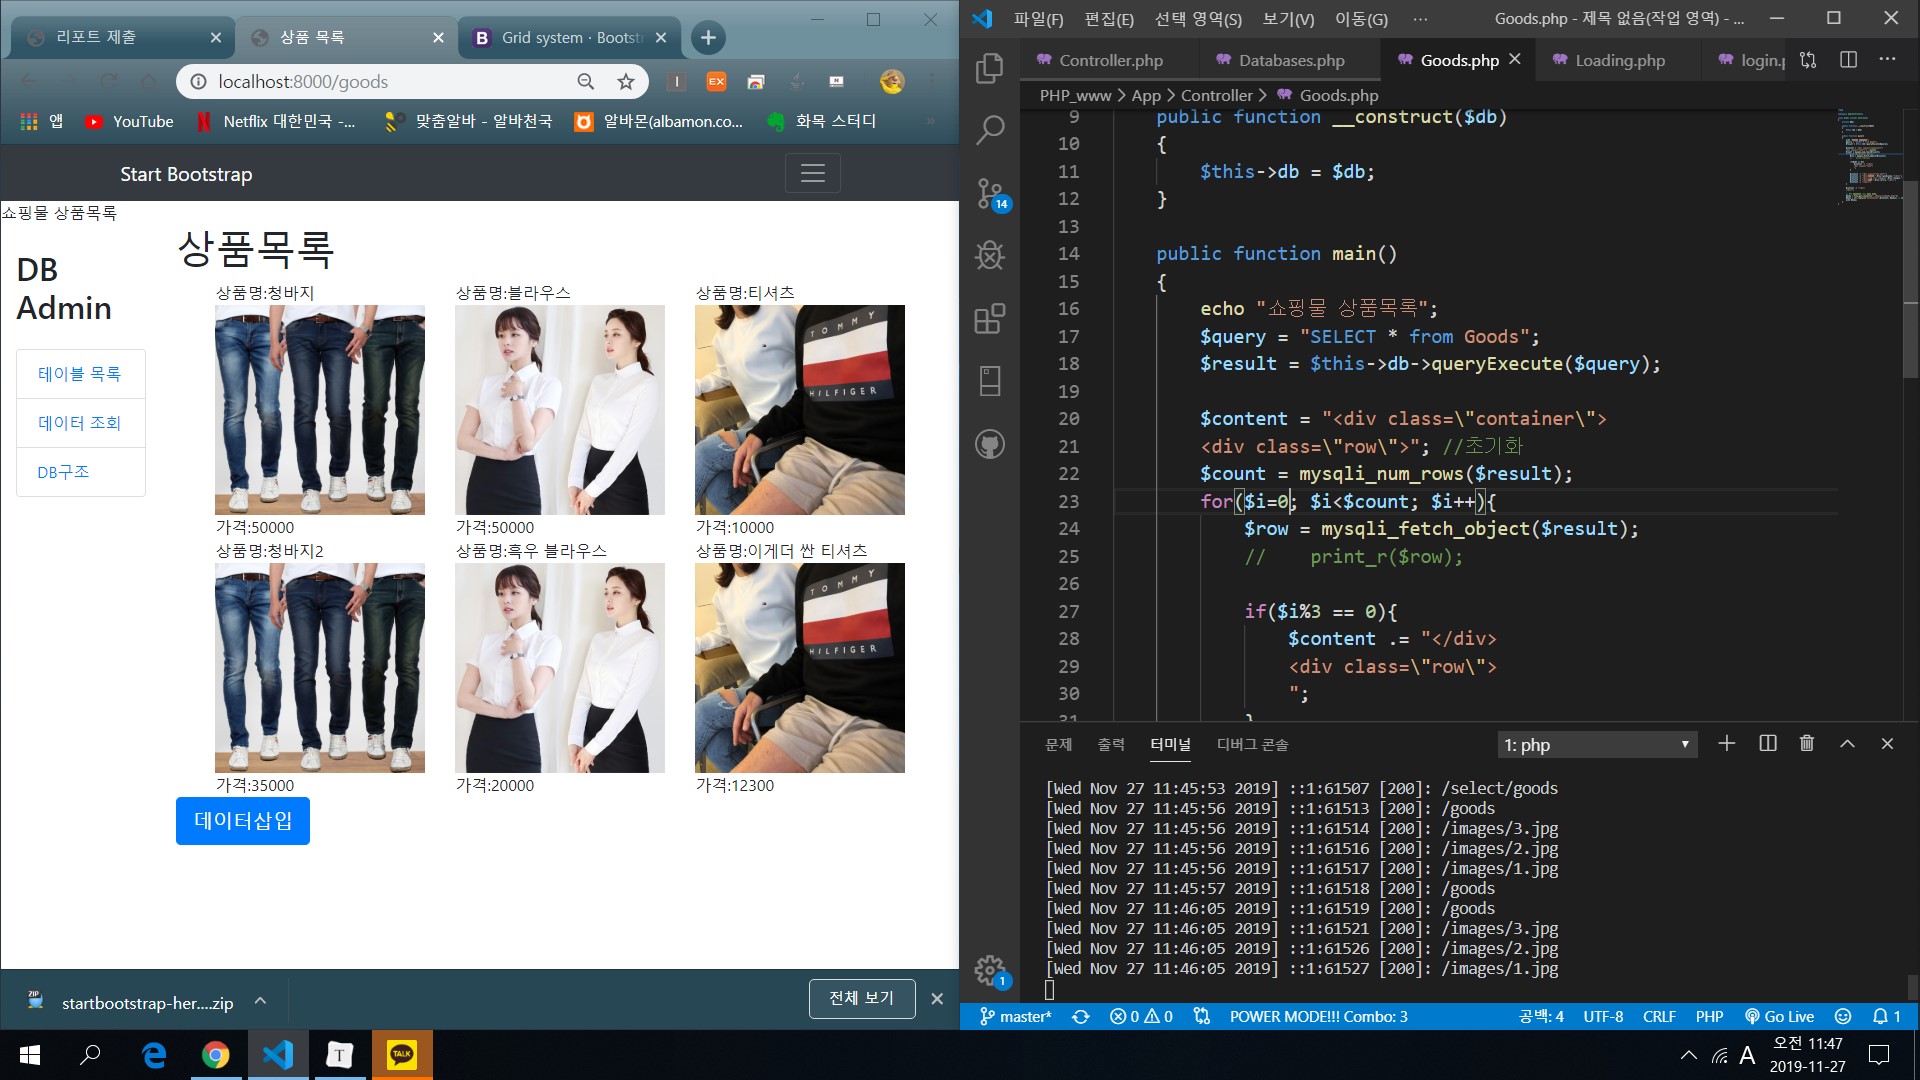 리포트 제출
상품 목록
Grid system · Bootst
localhost:8000/goods
앱
YouTube
Netflix 대한민국 -...
맞춤알바 - 알바천국
알바몬(albamon.co...
화목 스터디
Start Bootstrap
쇼핑몰 상품목록
DB
Admin
테이블 목록
데이터 조회
DB구조
상품목록
상품명:청바지
상품명:블라우스
상품명:티셔츠
TOMMY
HILFIGER
가격:50000
가격:50000
가격:10000
상품명:청바지2
상품명:흑우 블라우스
상품명:이게더 싼 티셔츠
TOMMY
HILFIGER
가격:35000
가격:20000
가격:12300
데이터삽입
startbootstrap-her....zip
전체 보기
파일(F) 편집(E) 선택 영역(S) 보기(V) 이동(G) ···
Goods.php - 제목 없음(작업 영역) - ...
Controller.php
Databases.php
Goods.php
Loading.php
login.p
PHP_www > App > Controller > Goods.php
9 public function __construct($db)
10 {
11 $this->db = $db;
12 }
13
14 public function main()
15 {
16 echo "쇼핑몰 상품목록";
17 $query = "SELECT * from Goods";
18 $result = $this->db->queryExecute($query);
19
20 $content = "<div class=\"container\">
21 <div class=\"row\">"; //초기화
22 $count = mysqli_num_rows($result);
23 for($i=0; $i<$count; $i++){
24 $row = mysqli_fetch_object($result);
25 // print_r($row);
26
27 if($i%3 == 0){
28 $content .= "</div>
29 <div class=\"row\">
30 ";
31 }
14
1
문제 출력 터미널 디버그 콘솔
1: php
[Wed Nov 27 11:45:53 2019] ::1:61507 [200]: /select/goods
[Wed Nov 27 11:45:56 2019] ::1:61513 [200]: /goods
[Wed Nov 27 11:45:56 2019] ::1:61514 [200]: /images/3.jpg
[Wed Nov 27 11:45:56 2019] ::1:61516 [200]: /images/2.jpg
[Wed Nov 27 11:45:56 2019] ::1:61517 [200]: /images/1.jpg
[Wed Nov 27 11:45:57 2019] ::1:61518 [200]: /goods
[Wed Nov 27 11:46:05 2019] ::1:61519 [200]: /goods
[Wed Nov 27 11:46:05 2019] ::1:61521 [200]: /images/3.jpg
[Wed Nov 27 11:46:05 2019] ::1:61526 [200]: /images/2.jpg
[Wed Nov 27 11:46:05 2019] ::1:61527 [200]: /images/1.jpg
master* 0 0 POWER MODE!!! Combo: 3 공백: 4 UTF-8 CRLF PHP Go Live 1
TALK
A
오전 11:47
2019-11-27